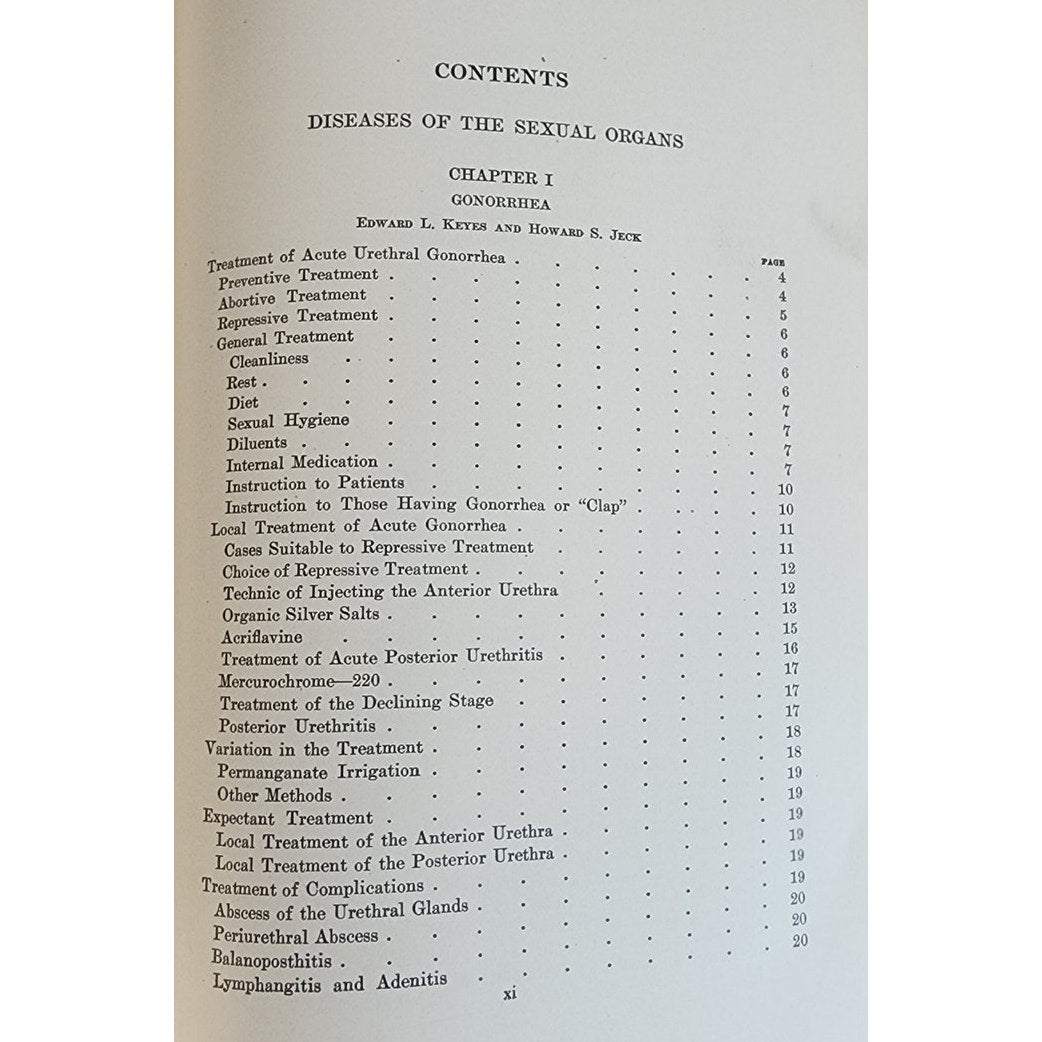 CONTENTS
DISEASES OF THE SEXUAL ORGANS
CHAPTER I
GONORRHEA
EDWARD L. KEYES AND HOWARD S. JECK
PAGE
Treatment of Acute Urethral Gonorrhea . . . . . . . 4
Preventive Treatment . . . . . . . . . . 4
Abortive Treatment . . . . . . . . . . 5
Repressive Treatment . . . . . . . . . . 6
General Treatment . . . . . . . . . . 6
Cleanliness . . . . . . . . . . . 6
Rest . . . . . . . . . . . . 6
Diet . . . . . . . . . . . . 7
Sexual Hygiene . . . . . . . . . . 7
Diluents . . . . . . . . . . . . 7
Internal Medication . . . . . . . . . . 7
Instruction to Patients . . . . . . . . . 10
Instruction to Those Having Gonorrhea or “Clap” . . . . 10
Local Treatment of Acute Gonorrhea . . . . . . . 11
Cases Suitable to Repressive Treatment . . . . . . 11
Choice of Repressive Treatment . . . . . . . . 12
Technic of Injecting the Anterior Urethra . . . . . 12
Organic Silver Salts . . . . . . . . . . 13
Acriflavine . . . . . . . . . . . 15
Treatment of Acute Posterior Urethritis . . . . . . 16
Mercurochrome—220 . . . . . . . . . . 17
Treatment of the Declining Stage . . . . . . . 17
Posterior Urethritis . . . . . . . . . . 17
Variation in the Treatment . . . . . . . . . 18
Permanganate Irrigation . . . . . . . . . 18
Other Methods . . . . . . . . . . . 19
Expectant Treatment . . . . . . . . . . 19
Local Treatment of the Anterior Urethra . . . . . . 19
Local Treatment of the Posterior Urethra . . . . . . 19
Treatment of Complications . . . . . . . . . 19
Abscess of the Urethral Glands . . . . . . . . 19
Periurethral Abscess . . . . . . . . . . 20
Balanoposthitis . . . . . . . . . . . 20
Lymphangitis and Adenitis . . . . . . . . 20
xi